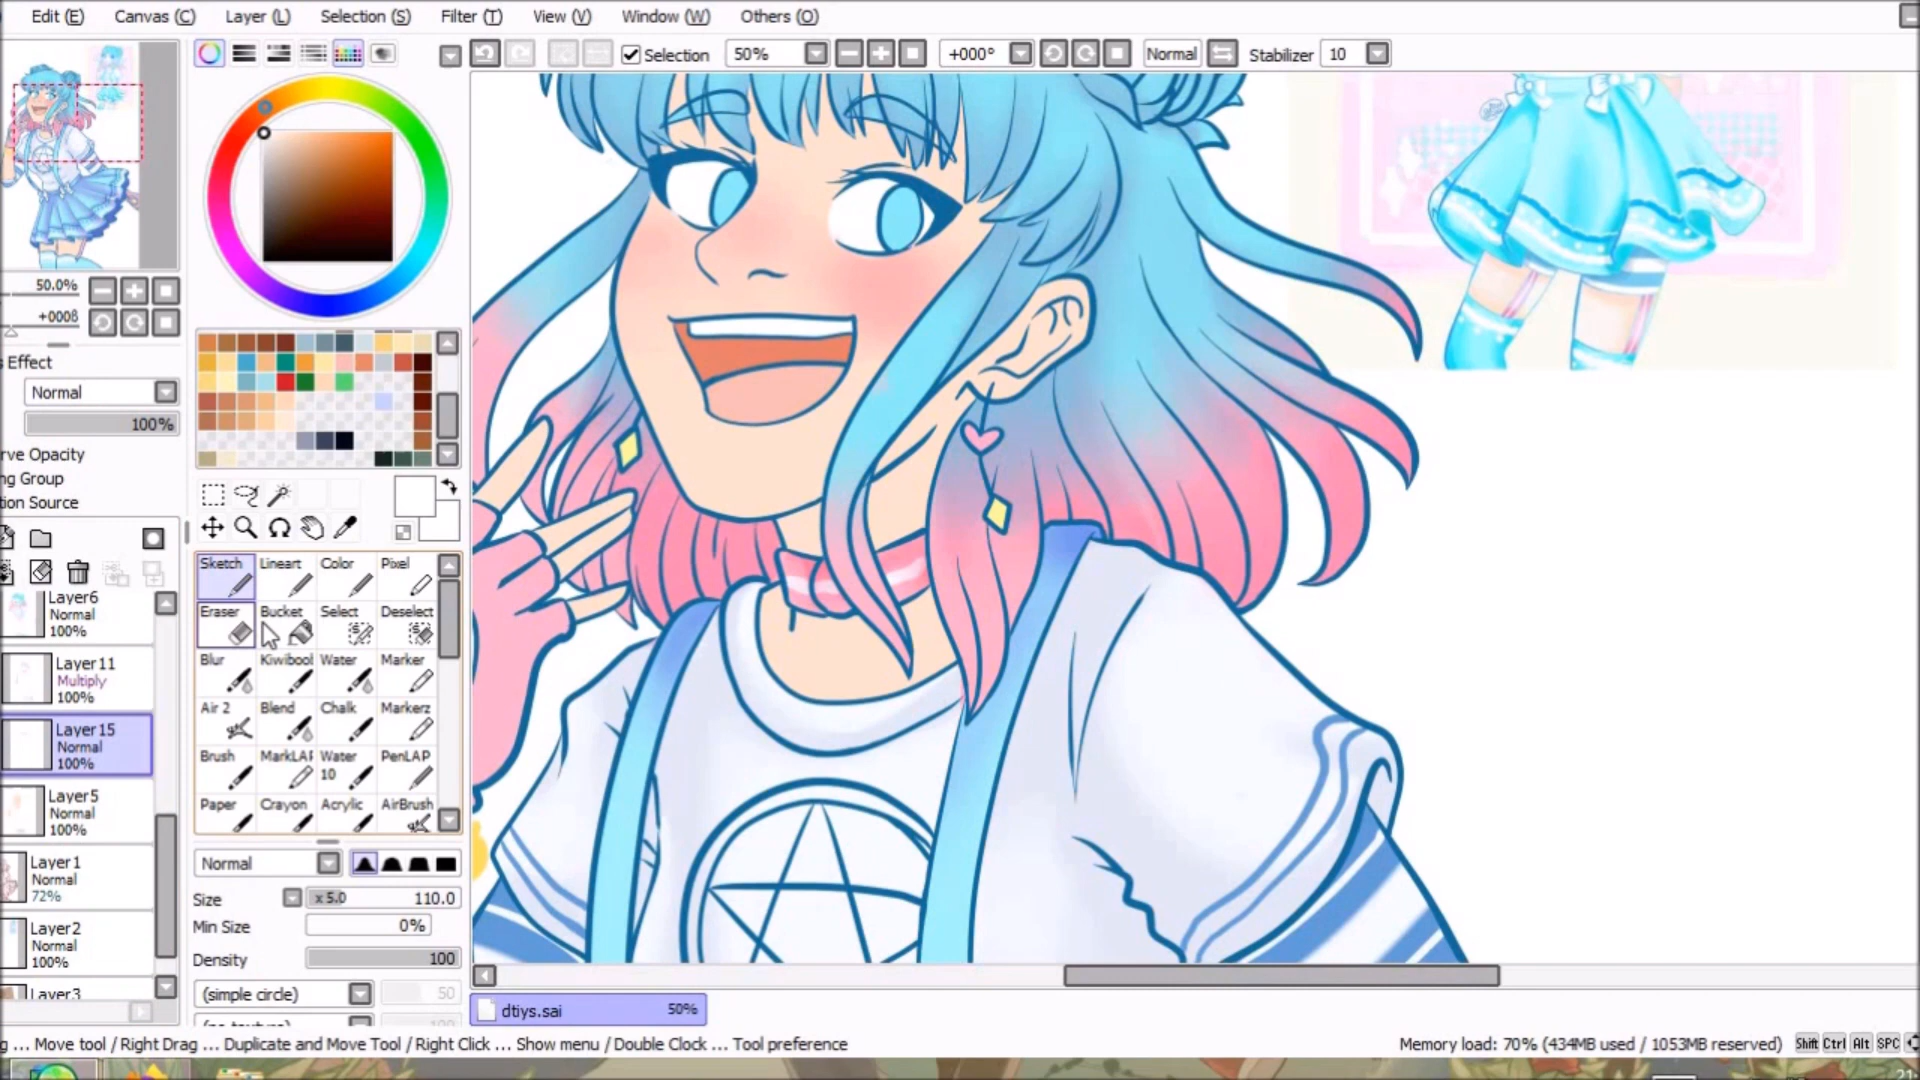 Edit (E) Canvas (C) Layer (L) Selection (S) Filter (T) View (V) Window (W) Others (O)
Selection 50% +000° Normal Stabilizer 10
50.0%
Effect
Normal
100%
Opacity
Group
Source
Layer6
Normal
100%
Layer11
Multiply
100%
Layer15
Normal
100%
Layer5
Normal
100%
Layer1
Normal
72%
Layer2
Normal
100%
Layer3
Sketch Lineart Color Pixel
Eraser Bucket Select Deselect
Blur Kiwibool Water Marker
Air 2 Blend Chalk Markerz
Brush MarkLAP Water 10 PenLAP
Paper Crayon Acrylic AirBrush
Normal
Size x 5.0 110.0
Min Size 0%
Density 100
(simple circle) 50
dtiys.sai 50%
... Move tool / Right Drag ... Duplicate and Move Tool / Right Click ... Show menu / Double Clock ... Tool preference
Memory load: 70% (434MB used / 1053MB reserved) Shift Ctrl Alt SPC